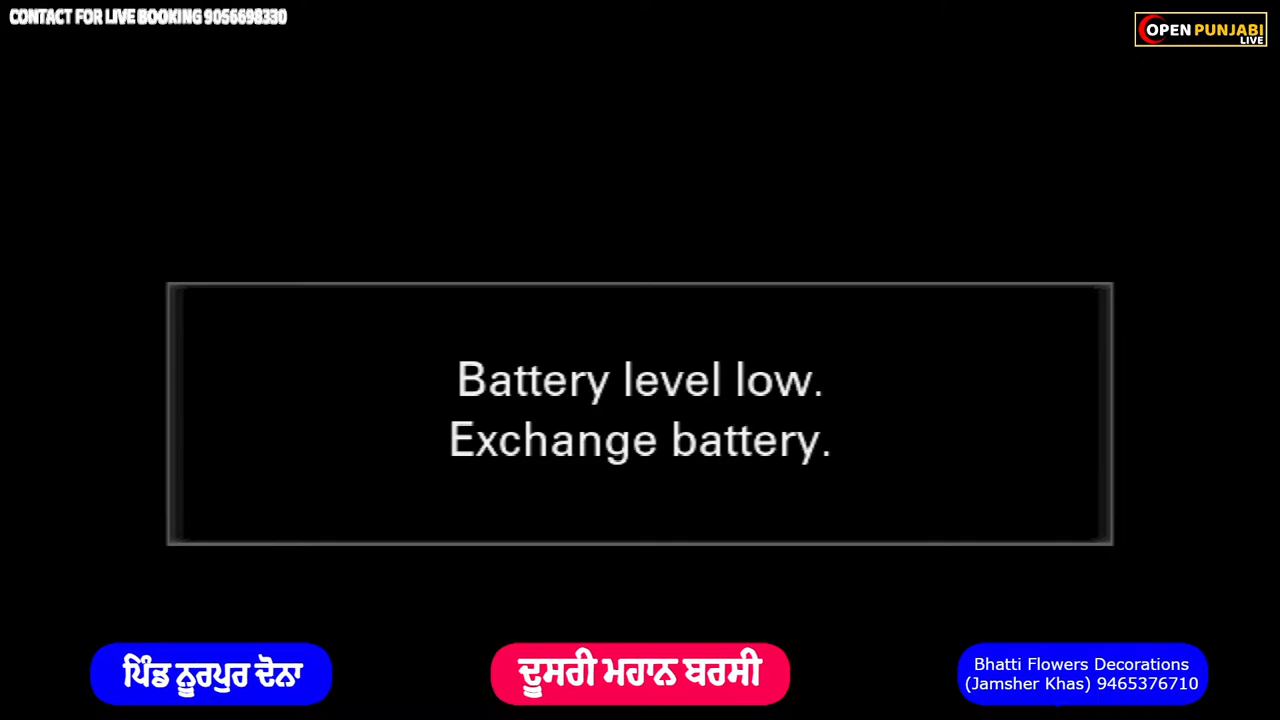 CONTACT FOR LIVE BOOKING 9056698330
OPEN PUNJABI
LIVE
Battery level low.
Exchange battery.
ਪਿੰਡ ਨੂਰਪੁਰ ਦੋਨਾ
ਦੂਸਰੀ ਮਹਾਨ ਬਰਸੀ
Bhatti Flowers Decorations
(Jamsher Khas) 9465376710